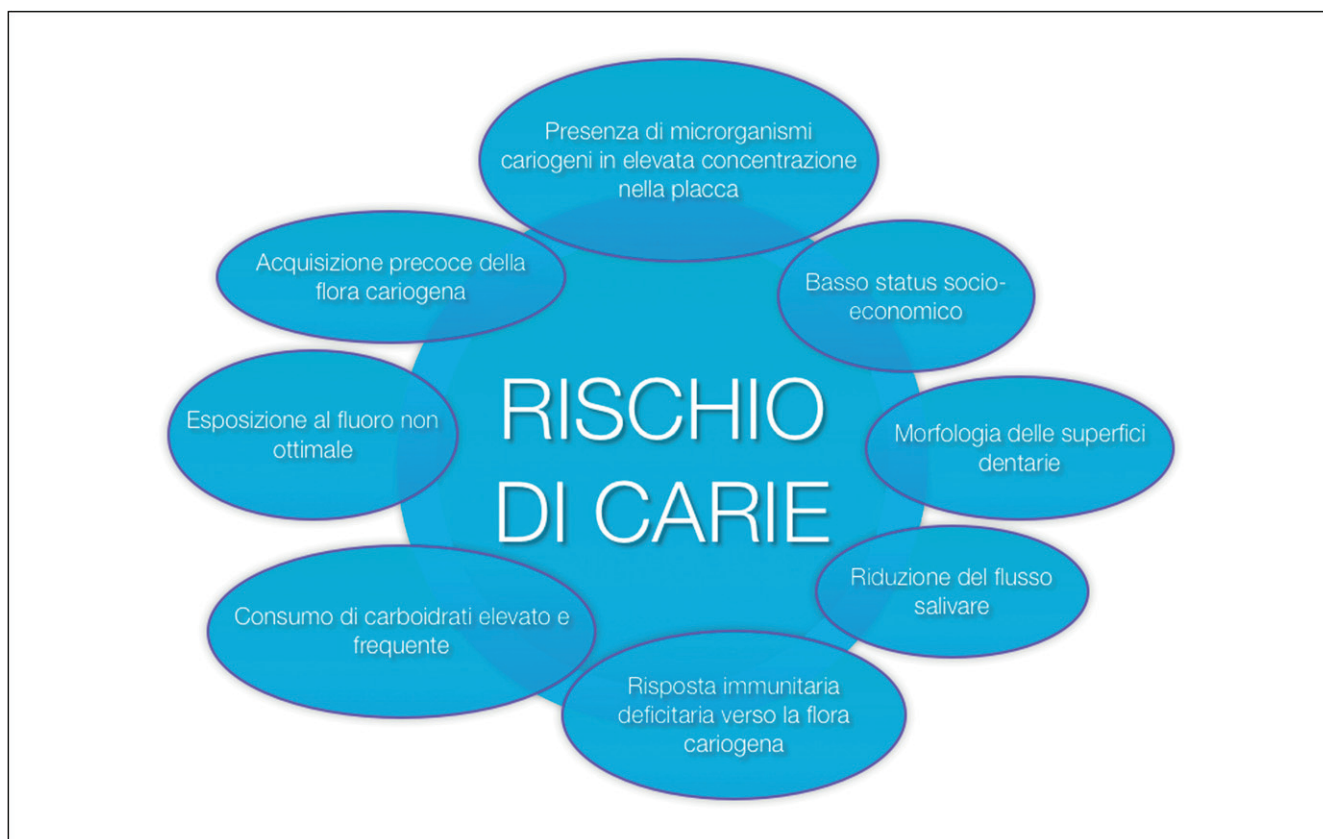 Presenza di microrganismi
cariogeni in elevata concentrazione
nella placca
Acquisizione precoce della
flora cariogena
Basso status socio-
economico
Esposizione al fluoro non
ottimale
RISCHIO
DI CARIE
Morfologia delle superfici
dentarie
Riduzione del flusso
salivare
Consumo di carboidrati elevato e
frequente
Risposta immunitaria
deficitaria verso la flora
cariogena